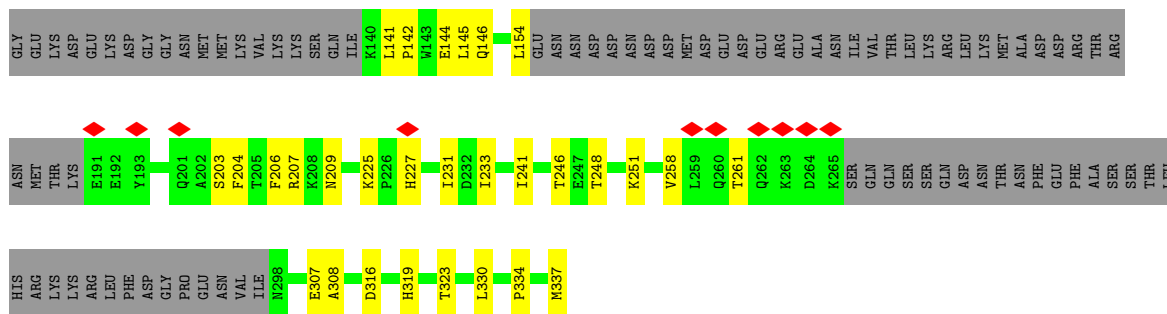 GLY GLU LYS ASP GLU LYS ASP GLY GLY ASN MET MET LYS VAL LYS LYS SER GLN ILE K140 L141 P142 W143 E144 L145 Q146 L154 GLU ASN ASN ASP ASP ASP ASN ASP ASP MET ASP GLU ASP GLU ARG GLU ALA ASN ILE VAL THR LEU LYS ARG LEU LYS MET ALA ASP ASP ARG THR ARG
ASN MET THR LYS E191 E192 Y193 Q201 A202 S203 F204 T205 F206 R207 K208 N209 K225 P226 H227 I231 D232 I233 I241 T246 E247 T248 K251 V258 L259 Q260 T261 Q262 K263 D264 K265 SER GLN GLN SER SER GLN ASP ASN THR ASN PHE GLU PHE ALA SER SER THR LEU
HIS ARG LYS LYS ARG LEU PHE ASP GLY PRO GLU ASN VAL ILE N298 E307 A308 D316 H319 T323 L330 P334 M337